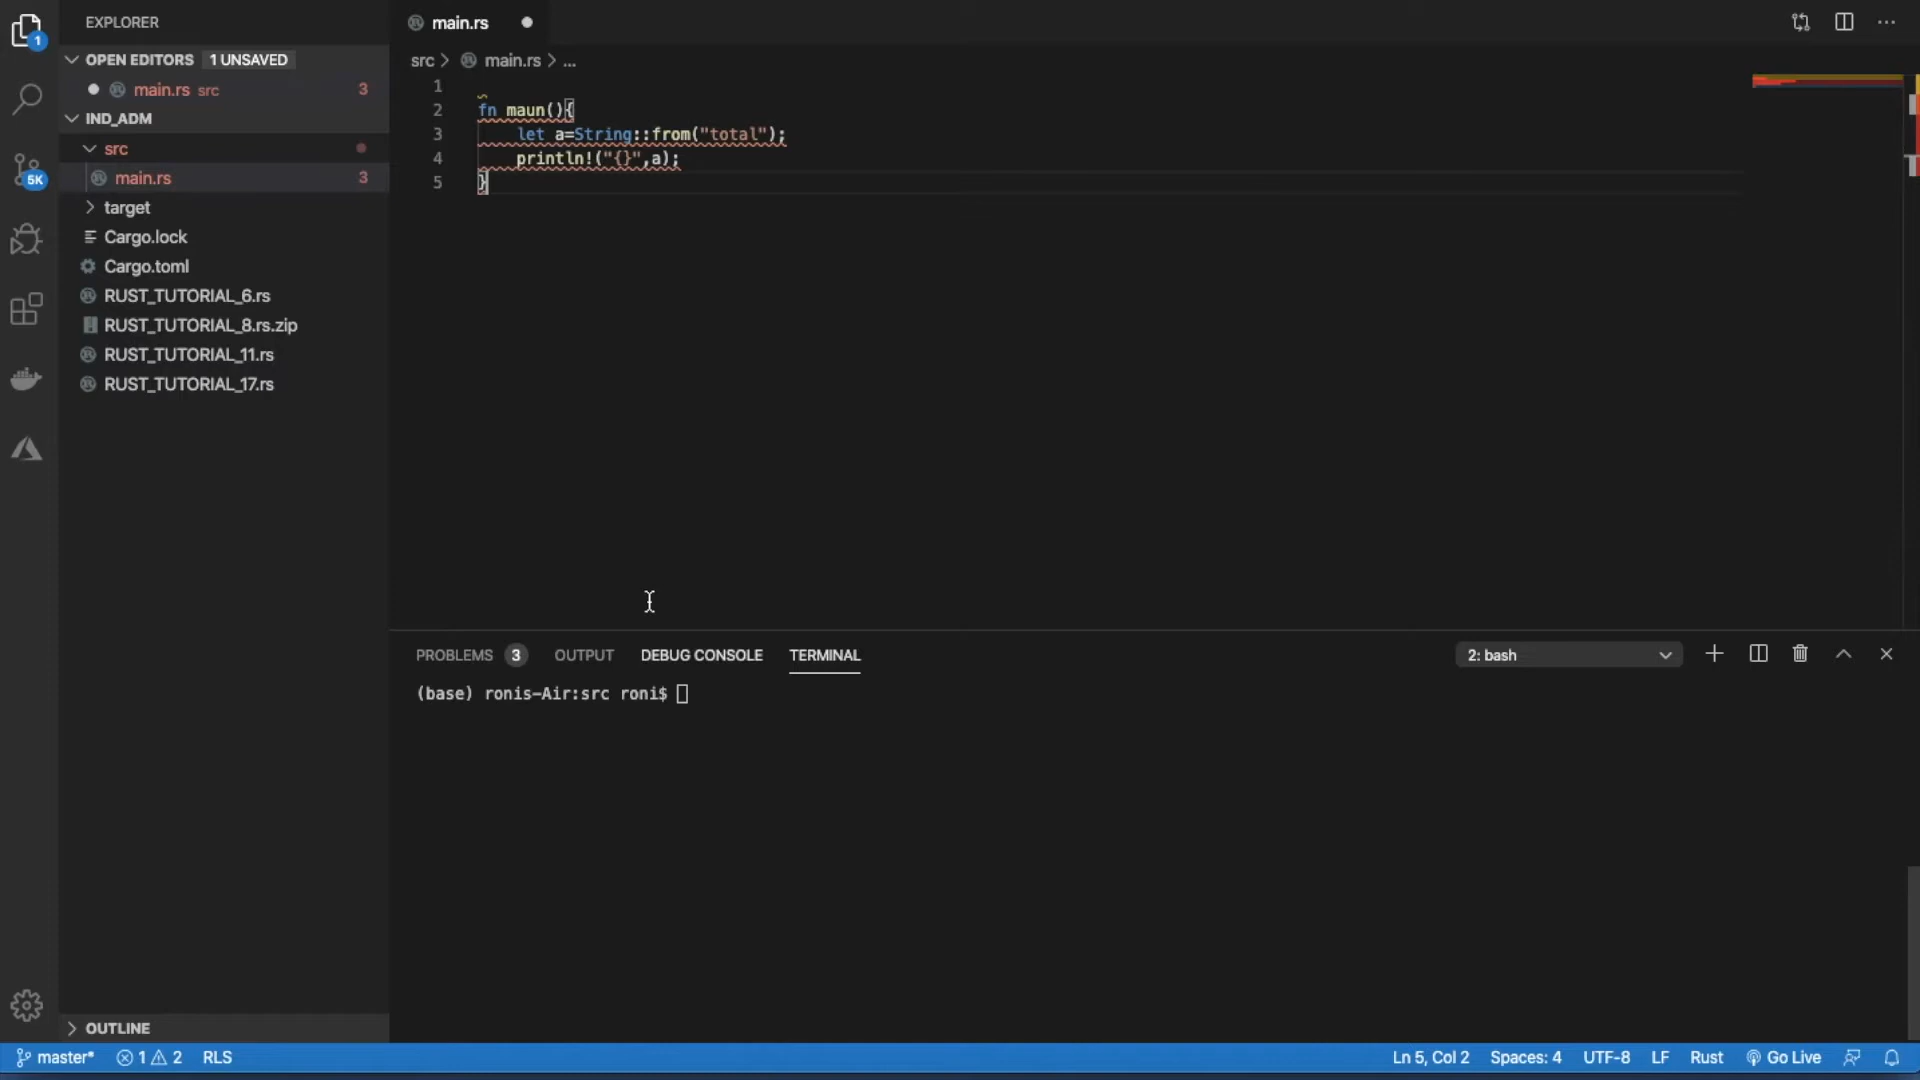 EXPLORER
OPEN EDITORS 1 UNSAVED
main.rs src 3
IND_ADM
src
main.rs 3
target
Cargo.lock
Cargo.toml
RUST_TUTORIAL_6.rs
RUST_TUTORIAL_8.rs.zip
RUST_TUTORIAL_11.rs
RUST_TUTORIAL_17.rs
OUTLINE
1
5K
main.rs
src > main.rs > ...
1
2 fn maun(){
3 let a=String::from("total");
4 println!("{}",a);
5 }
PROBLEMS 3 OUTPUT DEBUG CONSOLE TERMINAL 2: bash
(base) ronis-Air:src roni$
master* 1 2 RLS Ln 5, Col 2 Spaces: 4 UTF-8 LF Rust Go Live